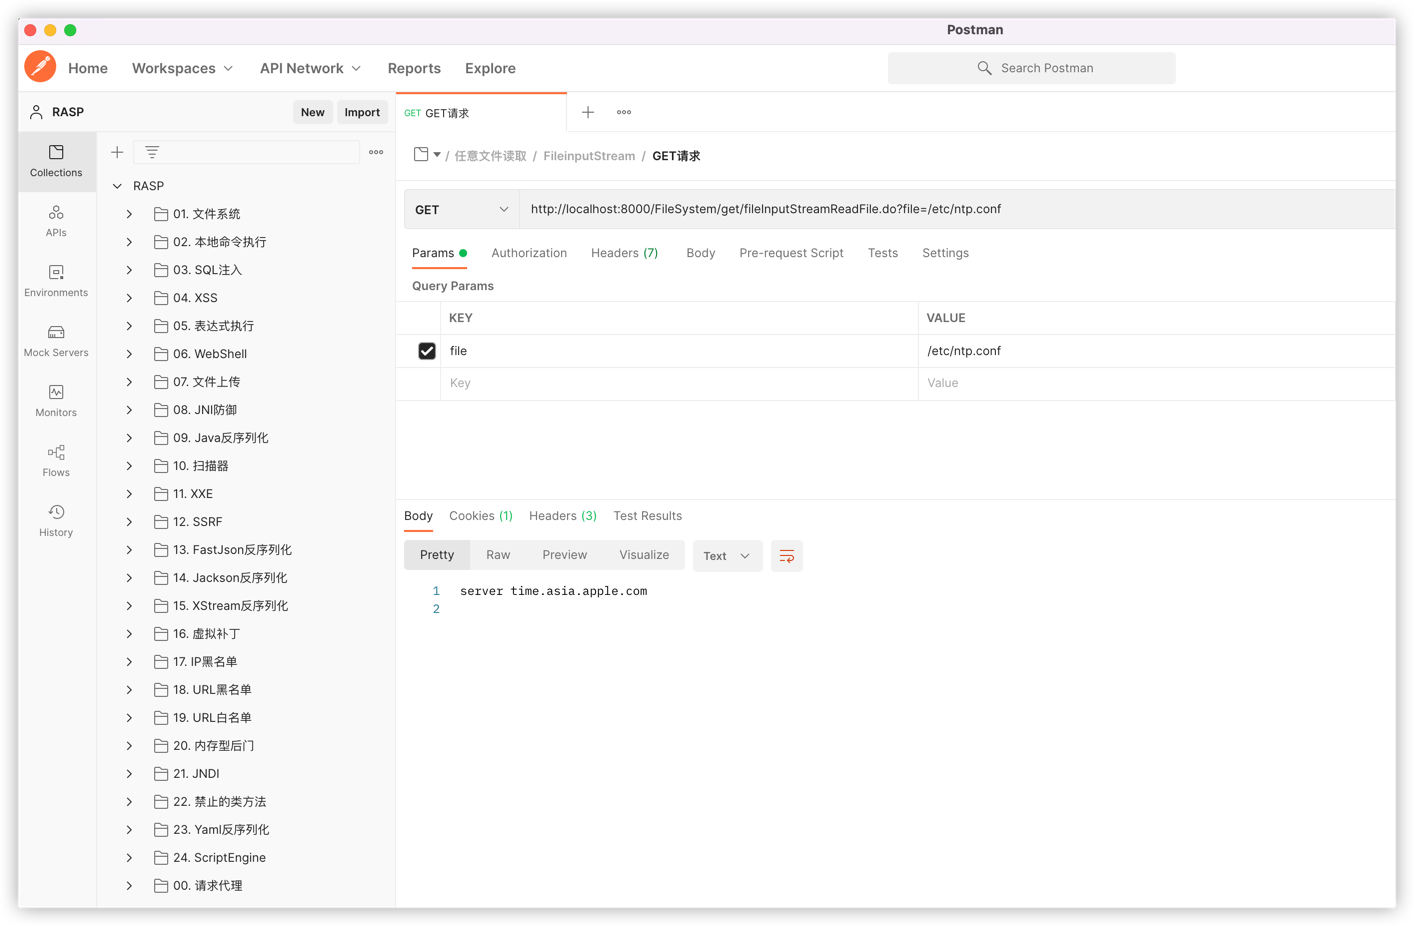 Postman
Home
Workspaces
API Network
Reports
Explore
Search Postman
RASP
New
Import
GET GET请求
Collections
APIs
Environments
Mock Servers
Monitors
Flows
History
RASP
01. 文件系统
02. 本地命令执行
03. SQL注入
04. XSS
05. 表达式执行
06. WebShell
07. 文件上传
08. JNI防御
09. Java反序列化
10. 扫描器
11. XXE
12. SSRF
13. FastJson反序列化
14. Jackson反序列化
15. XStream反序列化
16. 虚拟补丁
17. IP黑名单
18. URL黑名单
19. URL白名单
20. 内存型后门
21. JNDI
22. 禁止的类方法
23. Yaml反序列化
24. ScriptEngine
00. 请求代理
/ 任意文件读取 / FileinputStream / GET请求
GET
http://localhost:8000/FileSystem/get/fileInputStreamReadFile.do?file=/etc/ntp.conf
Params
Authorization
Headers (7)
Body
Pre-request Script
Tests
Settings
Query Params
KEY
VALUE
file
/etc/ntp.conf
Key
Value
Body
Cookies (1)
Headers (3)
Test Results
Pretty
Raw
Preview
Visualize
Text
1 server time.asia.apple.com
2